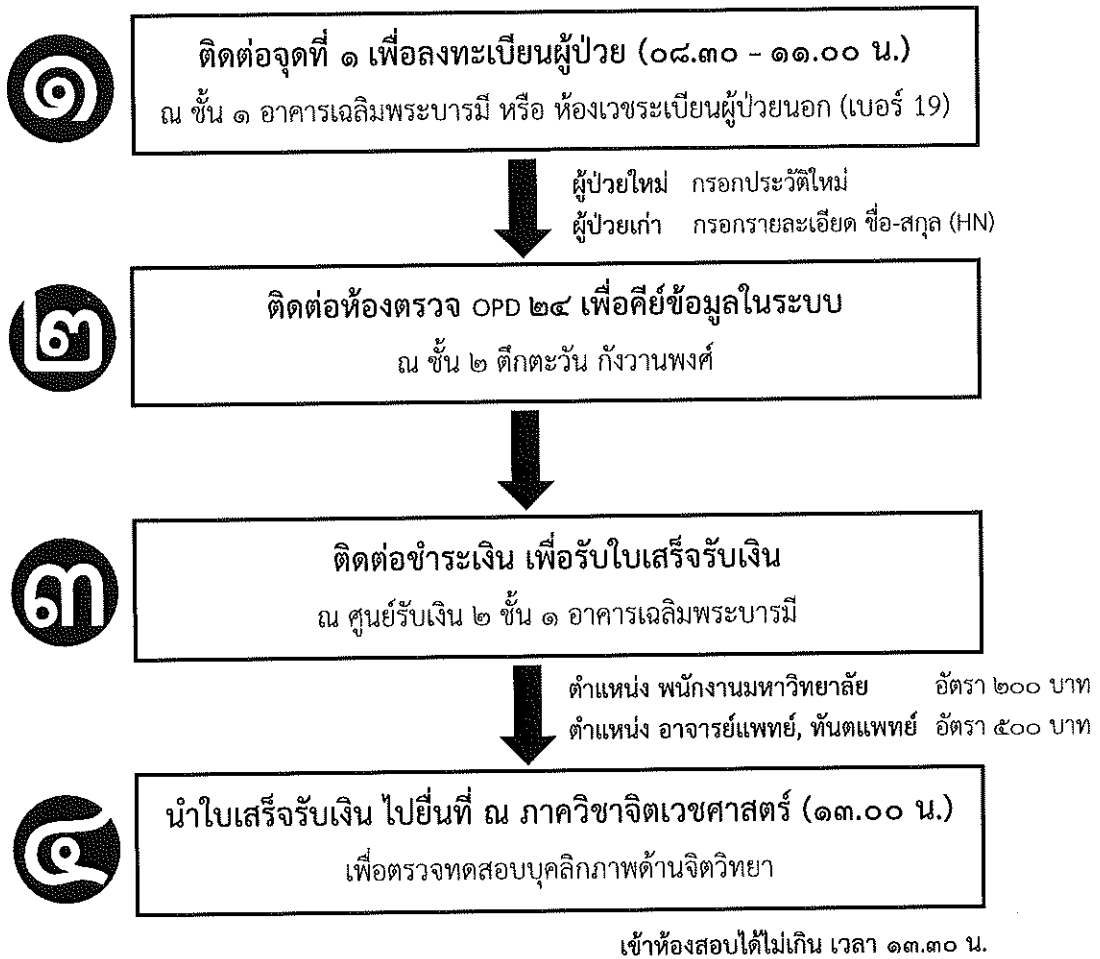 ๑
ติดต่อจุดที่ ๑ เพื่อลงทะเบียนผู้ป่วย (๐๘.๓๐ - ๑๑.๐๐ น.)
ณ ชั้น ๑ อาคารเฉลิมพระบารมี หรือ ห้องเวชระเบียนผู้ป่วยนอก (เบอร์ 19)
ผู้ป่วยใหม่ กรอกประวัติใหม่
ผู้ป่วยเก่า กรอกรายละเอียด ชื่อ-สกุล (HN)
๒
ติดต่อห้องตรวจ OPD ๒๔ เพื่อคีย์ข้อมูลในระบบ
ณ ชั้น ๒ ตึกตะวัน กังวานพงศ์
๓
ติดต่อชำระเงิน เพื่อรับใบเสร็จรับเงิน
ณ ศูนย์รับเงิน ๒ ชั้น ๑ อาคารเฉลิมพระบารมี
ตำแหน่ง พนักงานมหาวิทยาลัย อัตรา ๒๐๐ บาท
ตำแหน่ง อาจารย์แพทย์, ทันตแพทย์ อัตรา ๕๐๐ บาท
๔
นำใบเสร็จรับเงิน ไปยื่นที่ ณ ภาควิชาจิตเวชศาสตร์ (๑๓.๐๐ น.)
เพื่อตรวจทดสอบบุคลิกภาพด้านจิตวิทยา
เข้าห้องสอบได้ไม่เกิน เวลา ๑๓.๓๐ น.